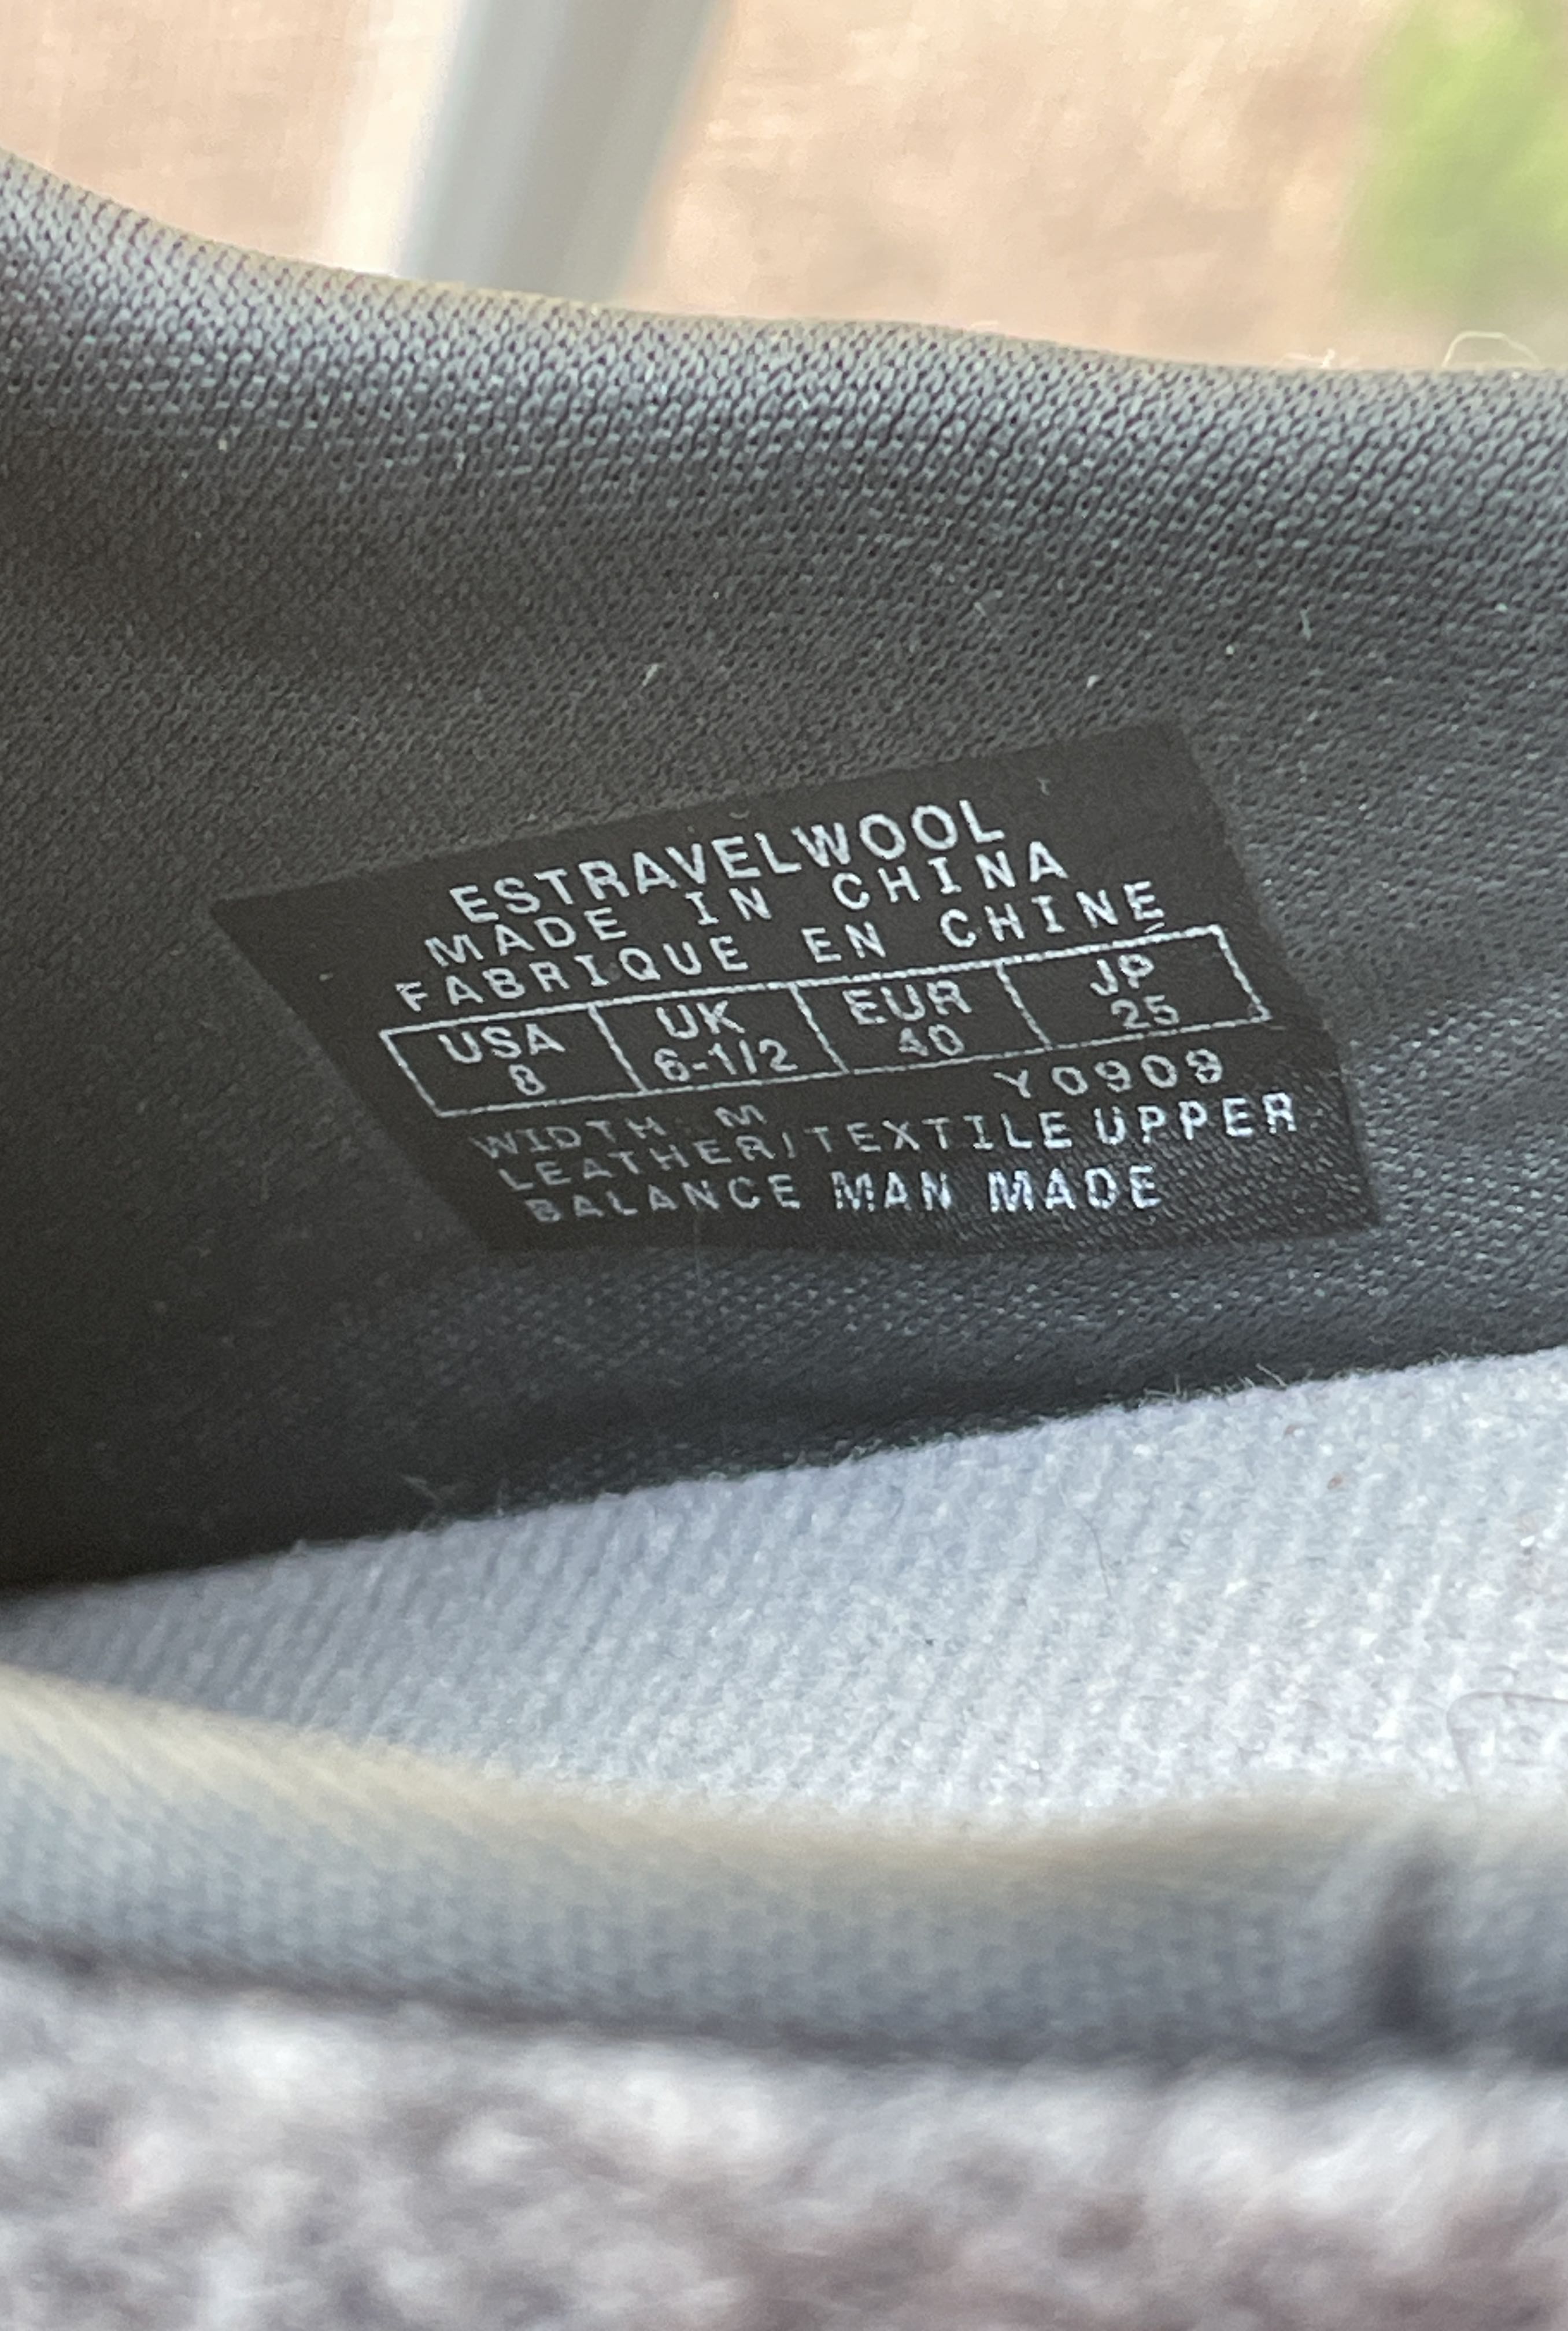 ESTRAVELWOOL
MADE IN CHINA
FABRIQUE EN CHINE
USA UK EUR JP
8 6-1/2 40 25
WIDTH: M Y0909
LEATHER/TEXTILE UPPER
BALANCE MAN MADE